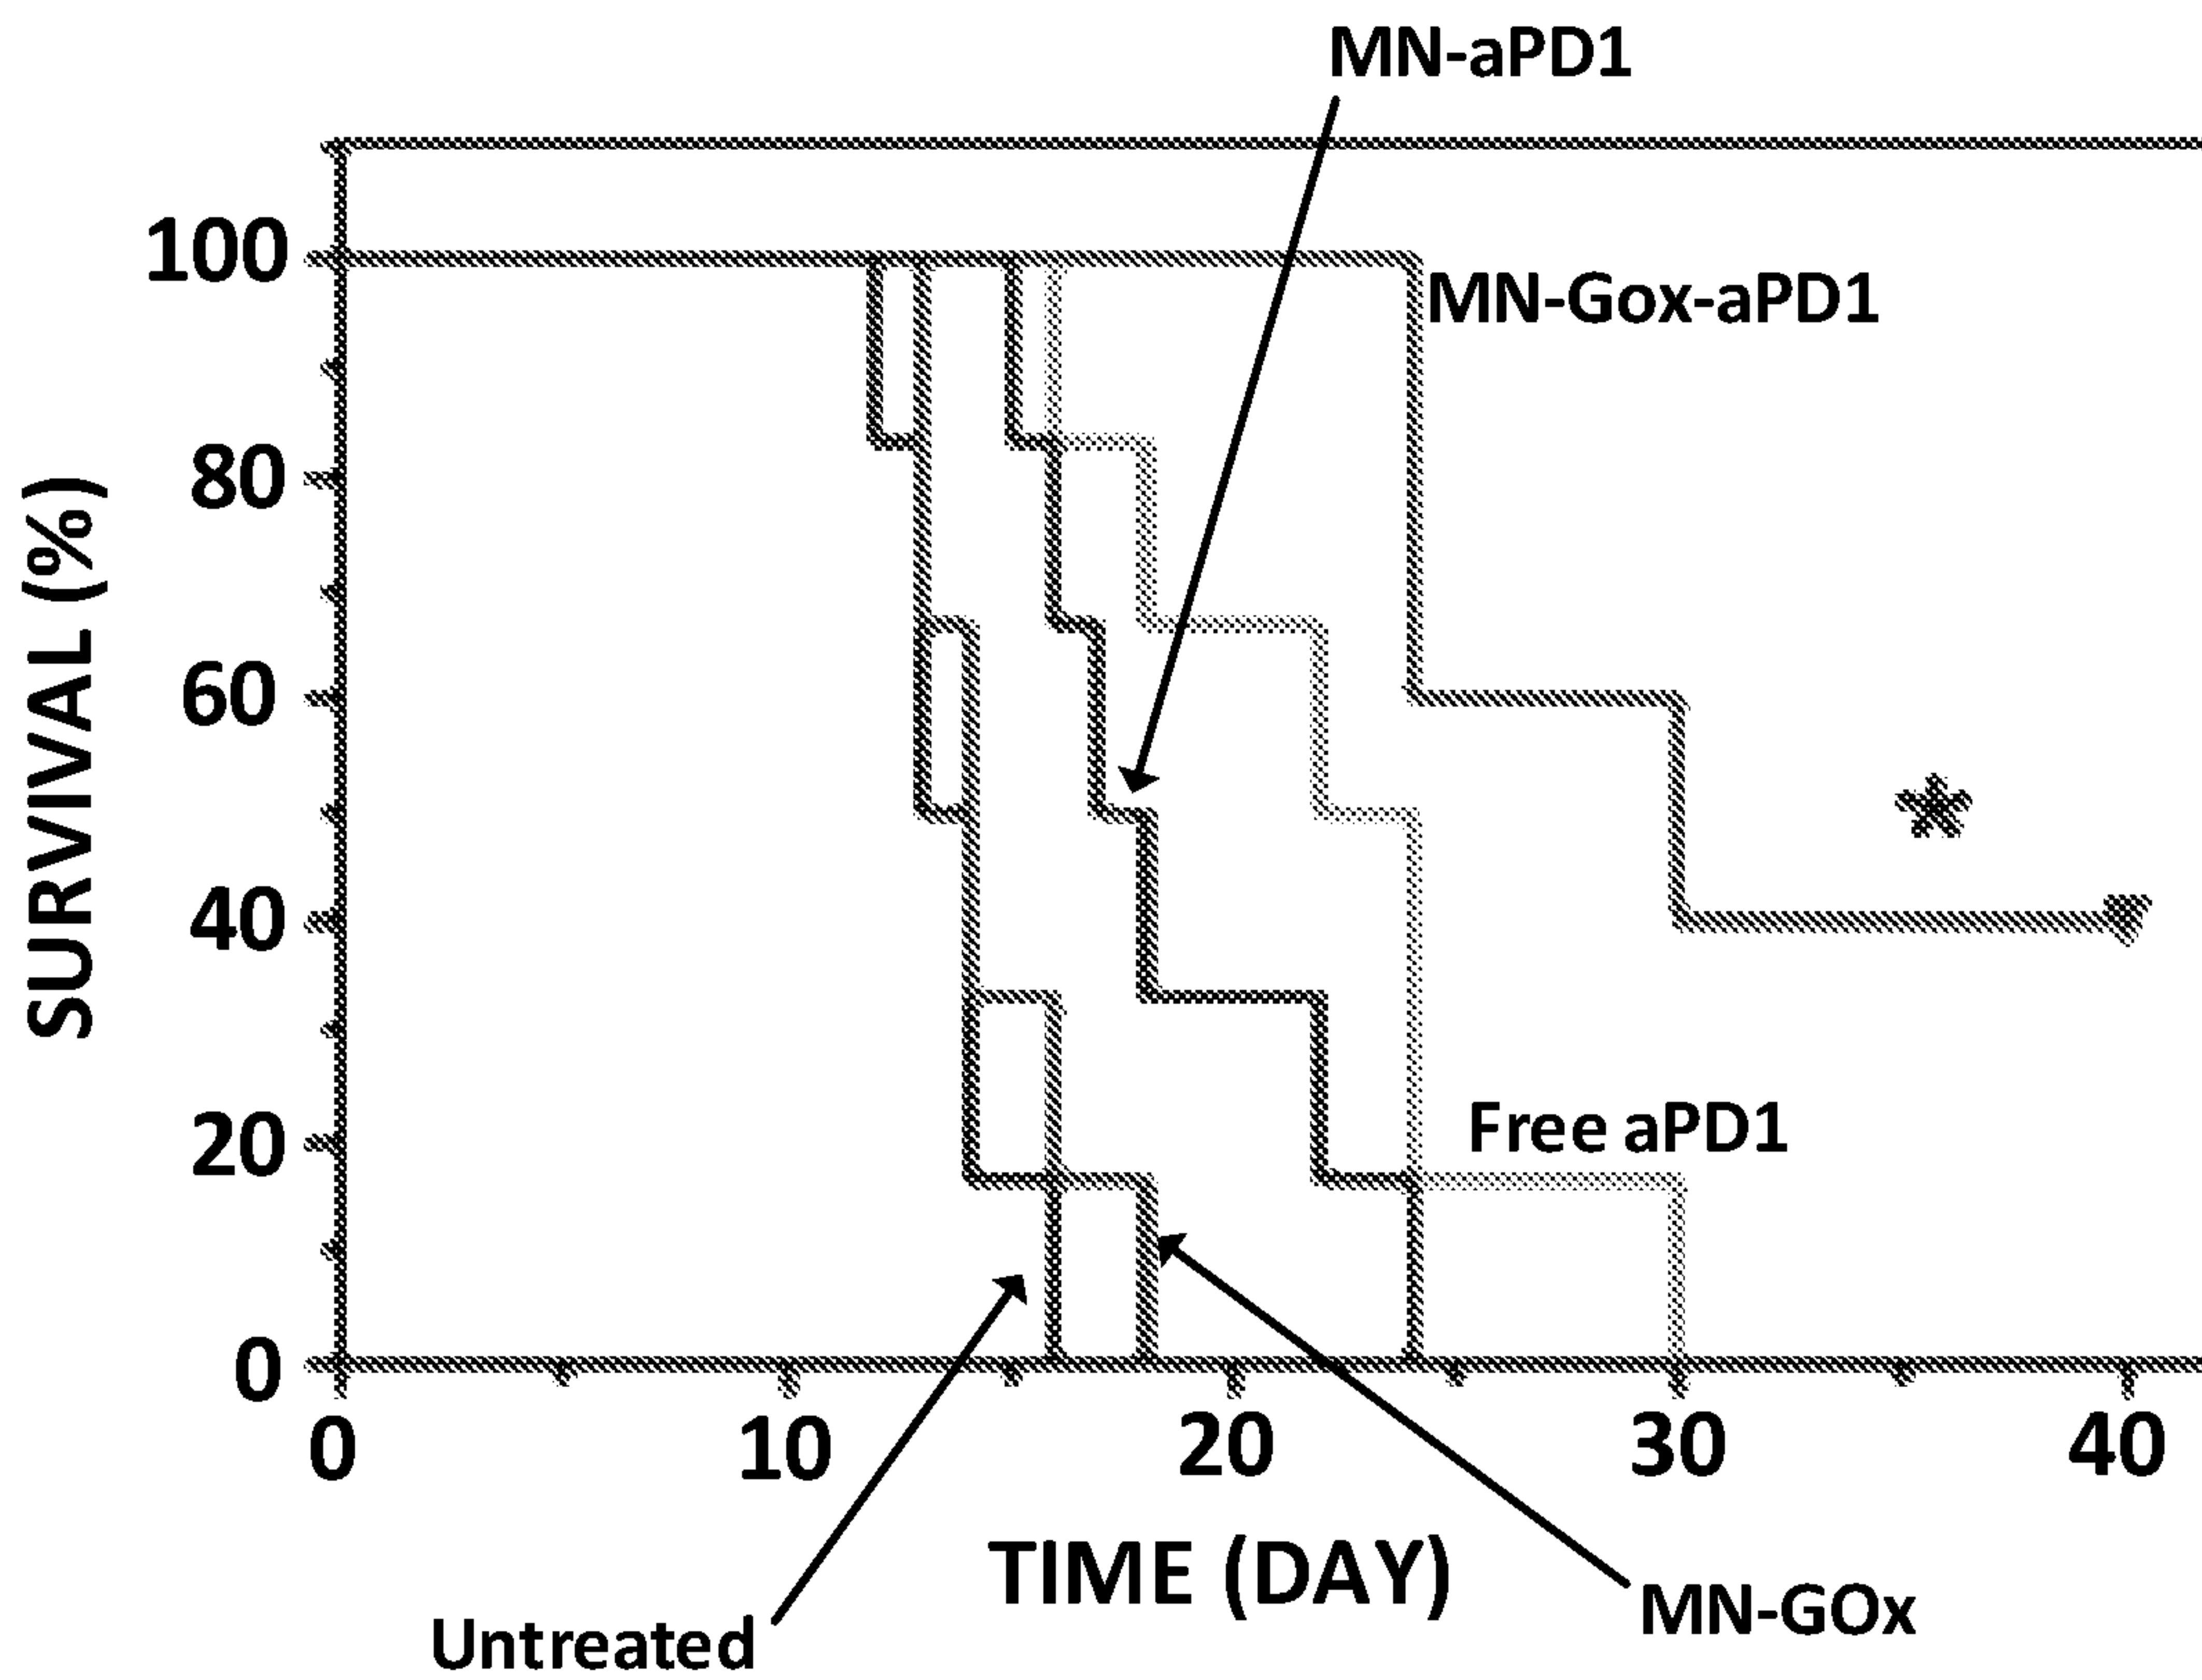 MN-aPD1
100
MN-Gox-aPD1
80
60
40
20
0
SURVIVAL (%)
*
Free aPD1
0 10 20 30 40
TIME (DAY)
Untreated
MN-GOx